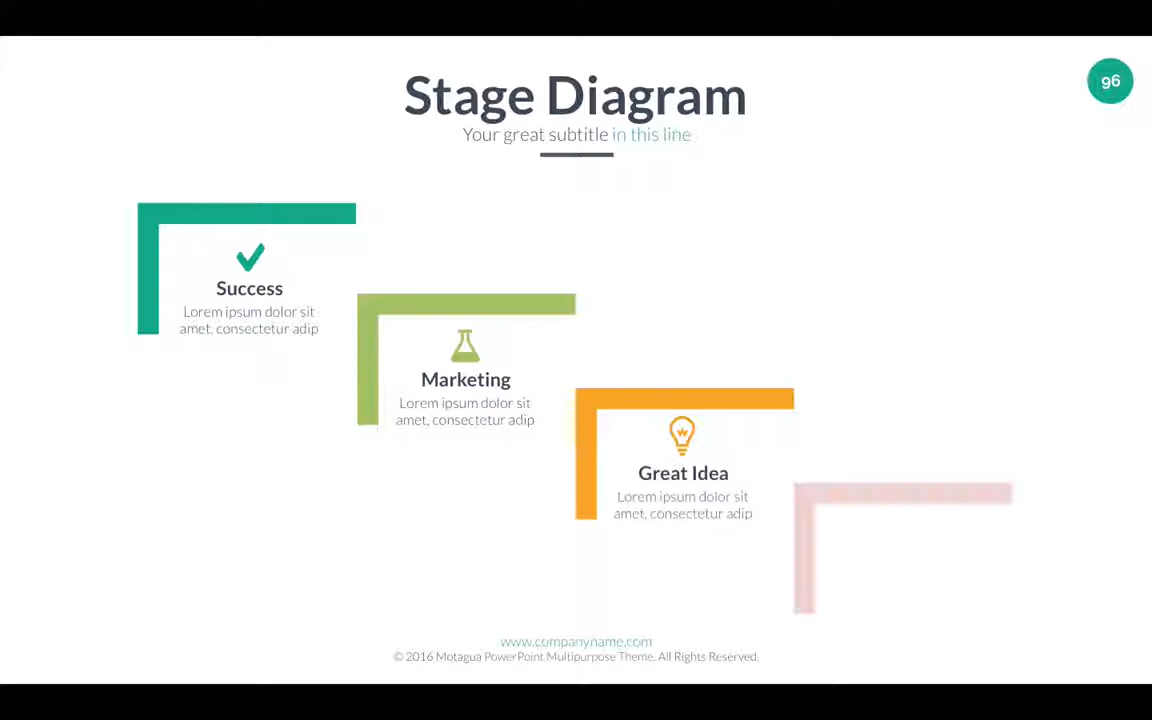 Stage Diagram
96
Your great subtitle in this line
Success
Lorem ipsum dolor sit
amet, consectetur adip
Marketing
Lorem ipsum dolor sit
amet, consectetur adip
Great Idea
Lorem ipsum dolor sit
amet, consectetur adip
www.companyname.com
© 2016 Motagua PowerPoint Multipurpose Theme. All Rights Reserved.